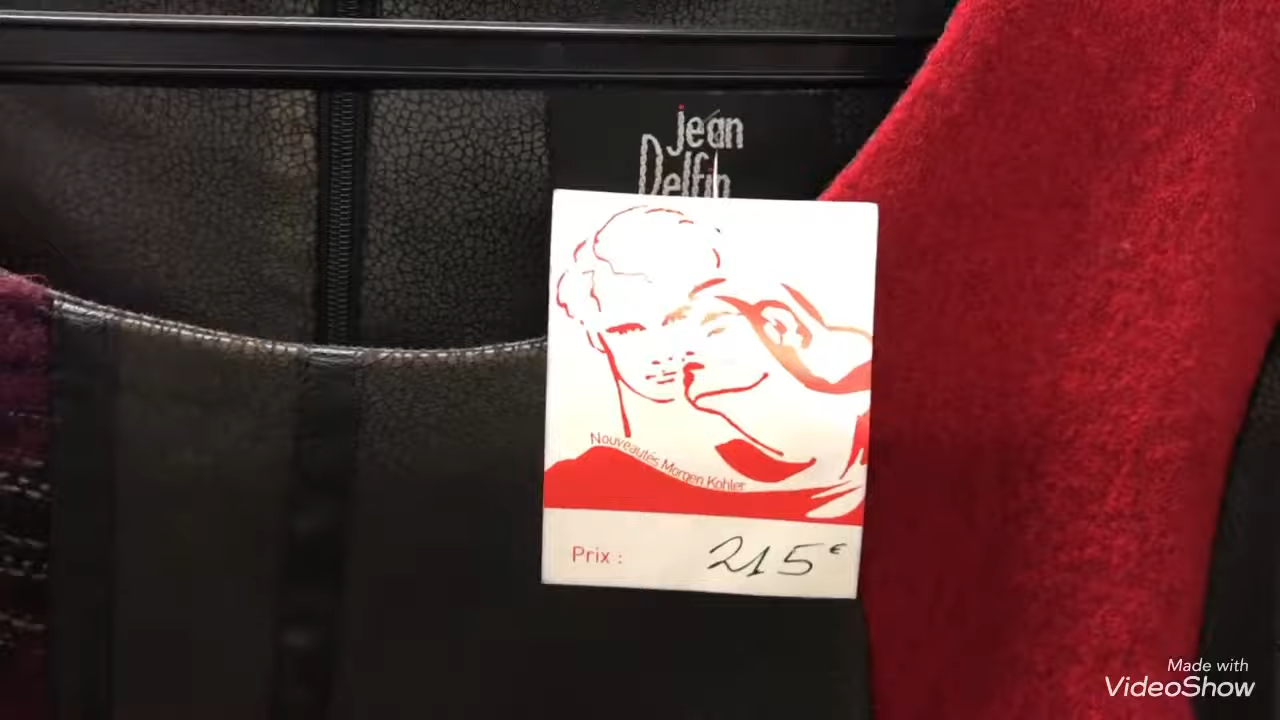 jean
Delfin
Nouveautés Morgen Kohler
Prix : 215€
Made with
VideoShow